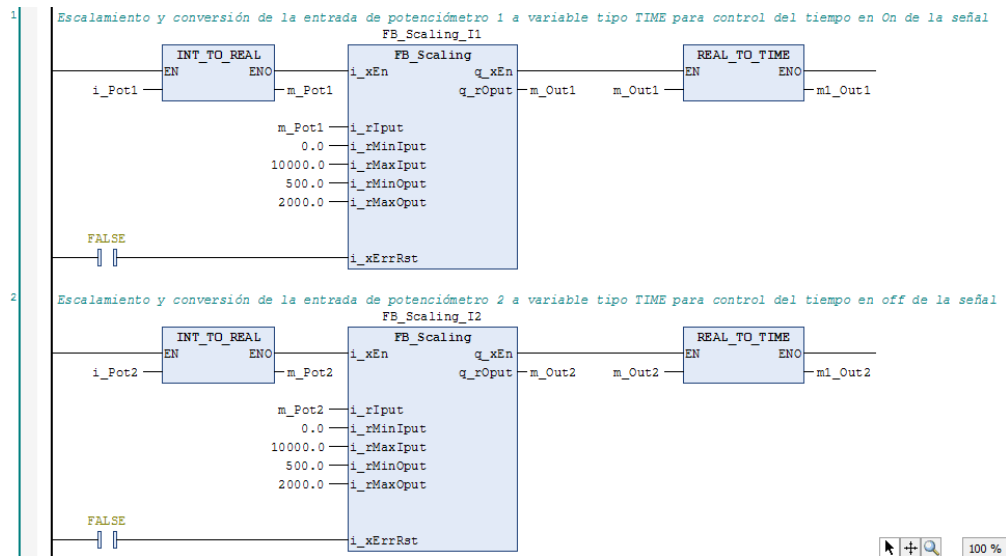 1
Escalamiento y conversión de la entrada de potenciómetro 1 a variable tipo TIME para control del tiempo en On de la señal
FB_Scaling_I1
INT_TO_REAL FB_Scaling REAL_TO_TIME
EN ENO i_xEn q_xEn EN ENO
i_Pot1 m_Pot1 q_rOput m_Out1 m_Out1 m1_Out1
m_Pot1 i_rIput
0.0 i_rMinIput
10000.0 i_rMaxIput
500.0 i_rMinOput
2000.0 i_rMaxOput
FALSE
i_xErrRst
2
Escalamiento y conversión de la entrada de potenciómetro 2 a variable tipo TIME para control del tiempo en off de la señal
FB_Scaling_I2
INT_TO_REAL FB_Scaling REAL_TO_TIME
EN ENO i_xEn q_xEn EN ENO
i_Pot2 m_Pot2 q_rOput m_Out2 m_Out2 m1_Out2
m_Pot2 i_rIput
0.0 i_rMinIput
10000.0 i_rMaxIput
500.0 i_rMinOput
2000.0 i_rMaxOput
FALSE
i_xErrRst
100 %